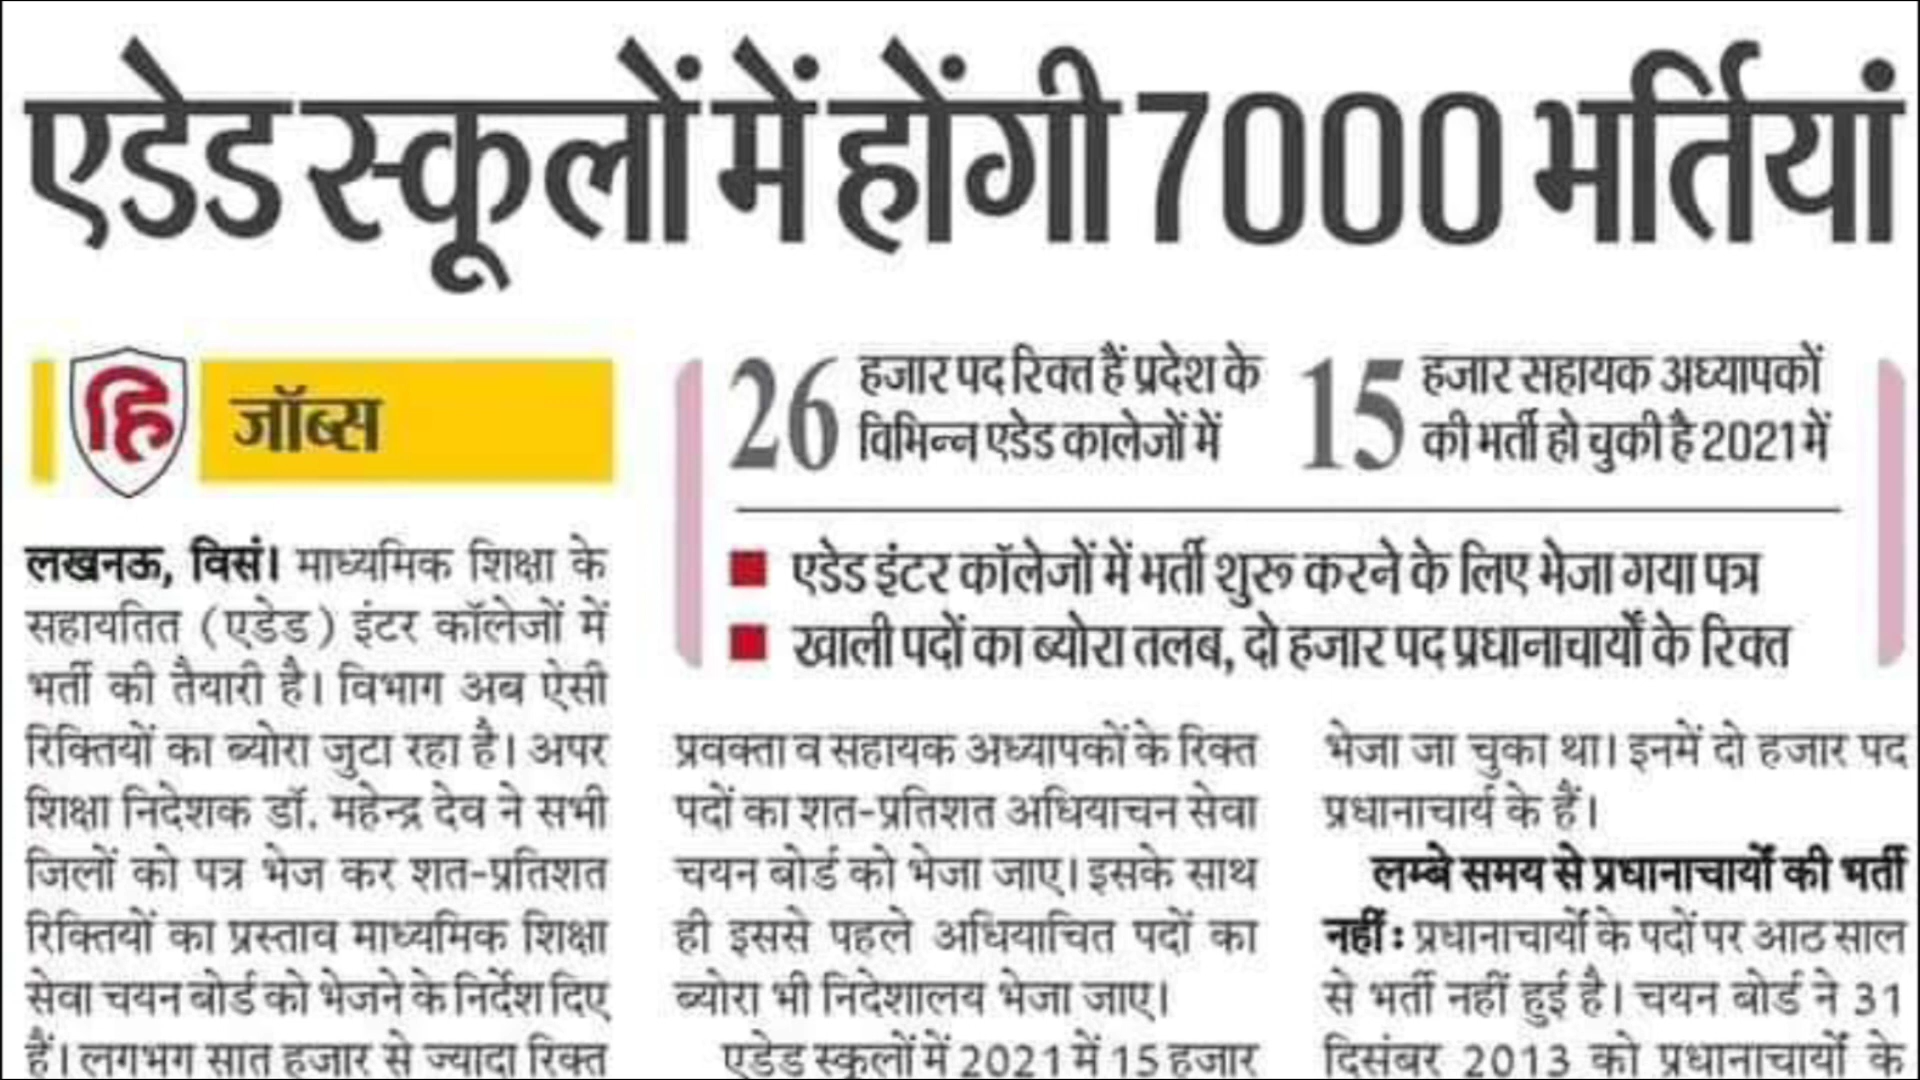 एडेड स्कूलों में होंगी 7000 भर्तियां
हि
जॉब्स
26 हजार पद रिक्त हैं प्रदेश के
विभिन्न एडेड कालेजों में
15 हजार सहायक अध्यापकों
की भर्ती हो चुकी है 2021 में
एडेड इंटर कॉलेजों में भर्ती शुरू करने के लिए भेजा गया पत्र
खाली पदों का ब्योरा तलब, दो हजार पद प्रधानाचार्यों के रिक्त
लखनऊ, विसं। माध्यमिक शिक्षा के
सहायतित (एडेड) इंटर कॉलेजों में
भर्ती की तैयारी है। विभाग अब ऐसी
रिक्तियों का ब्योरा जुटा रहा है। अपर
शिक्षा निदेशक डॉ. महेन्द्र देव ने सभी
जिलों को पत्र भेज कर शत-प्रतिशत
रिक्तियों का प्रस्ताव माध्यमिक शिक्षा
सेवा चयन बोर्ड को भेजने के निर्देश दिए
हैं। लगभग सात हजार से ज्यादा रिक्त
प्रवक्ता व सहायक अध्यापकों के रिक्त
पदों का शत-प्रतिशत अधियाचन सेवा
चयन बोर्ड को भेजा जाए। इसके साथ
ही इससे पहले अधियाचित पदों का
ब्योरा भी निदेशालय भेजा जाए।
एडेड स्कूलों में 2021 में 15 हजार
भेजा जा चुका था। इनमें दो हजार पद
प्रधानाचार्य के हैं।
लम्बे समय से प्रधानाचार्यों की भर्ती
नहीं : प्रधानाचार्यों के पदों पर आठ साल
से भर्ती नहीं हुई है। चयन बोर्ड ने 31
दिसंबर 2013 को प्रधानाचार्यों के